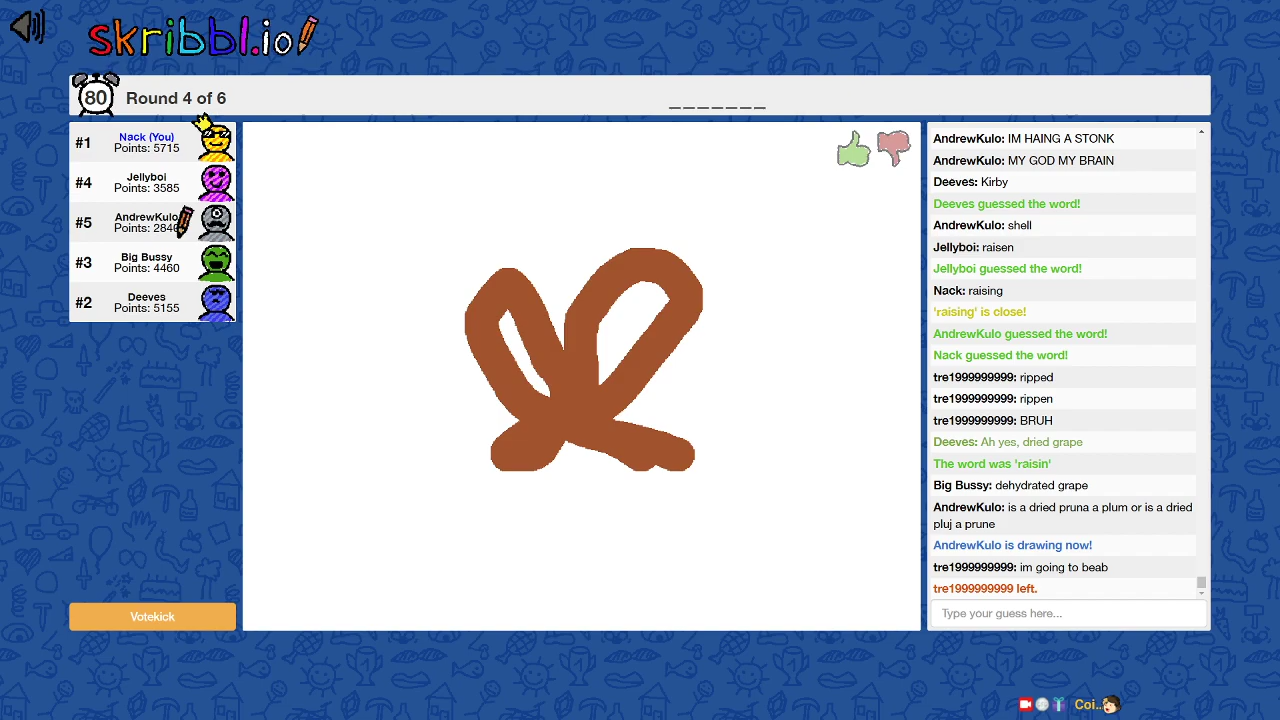 skribbl.io
80
Round 4 of 6
_______
#1
Nack (You)
Points: 5715
#4
Jellyboi
Points: 3585
#5
AndrewKulo
Points: 2840
#3
Big Bussy
Points: 4460
#2
Deeves
Points: 5155
Votekick
AndrewKulo: IM HAING A STONK
AndrewKulo: MY GOD MY BRAIN
Deeves: Kirby
Deeves guessed the word!
AndrewKulo: shell
Jellyboi: raisen
Jellyboi guessed the word!
Nack: raising
'raising' is close!
AndrewKulo guessed the word!
Nack guessed the word!
tre1999999999: ripped
tre1999999999: rippen
tre1999999999: BRUH
Deeves: Ah yes, dried grape
The word was 'raisin'
Big Bussy: dehydrated grape
AndrewKulo: is a dried pruna a plum or is a dried
pluj a prune
AndrewKulo is drawing now!
tre1999999999: im going to beab
tre1999999999 left.
Type your guess here...
Coi..